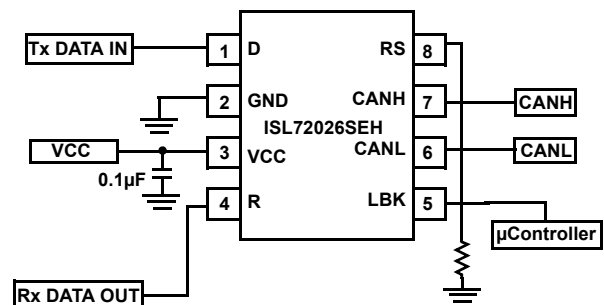 Tx DATA IN
1
D
RS
8
2
GND
CANH
7
CANH
ISL72026SEH
VCC
3
VCC
CANL
6
CANL
0.1µF
4
R
LBK
5
µController
Rx DATA OUT